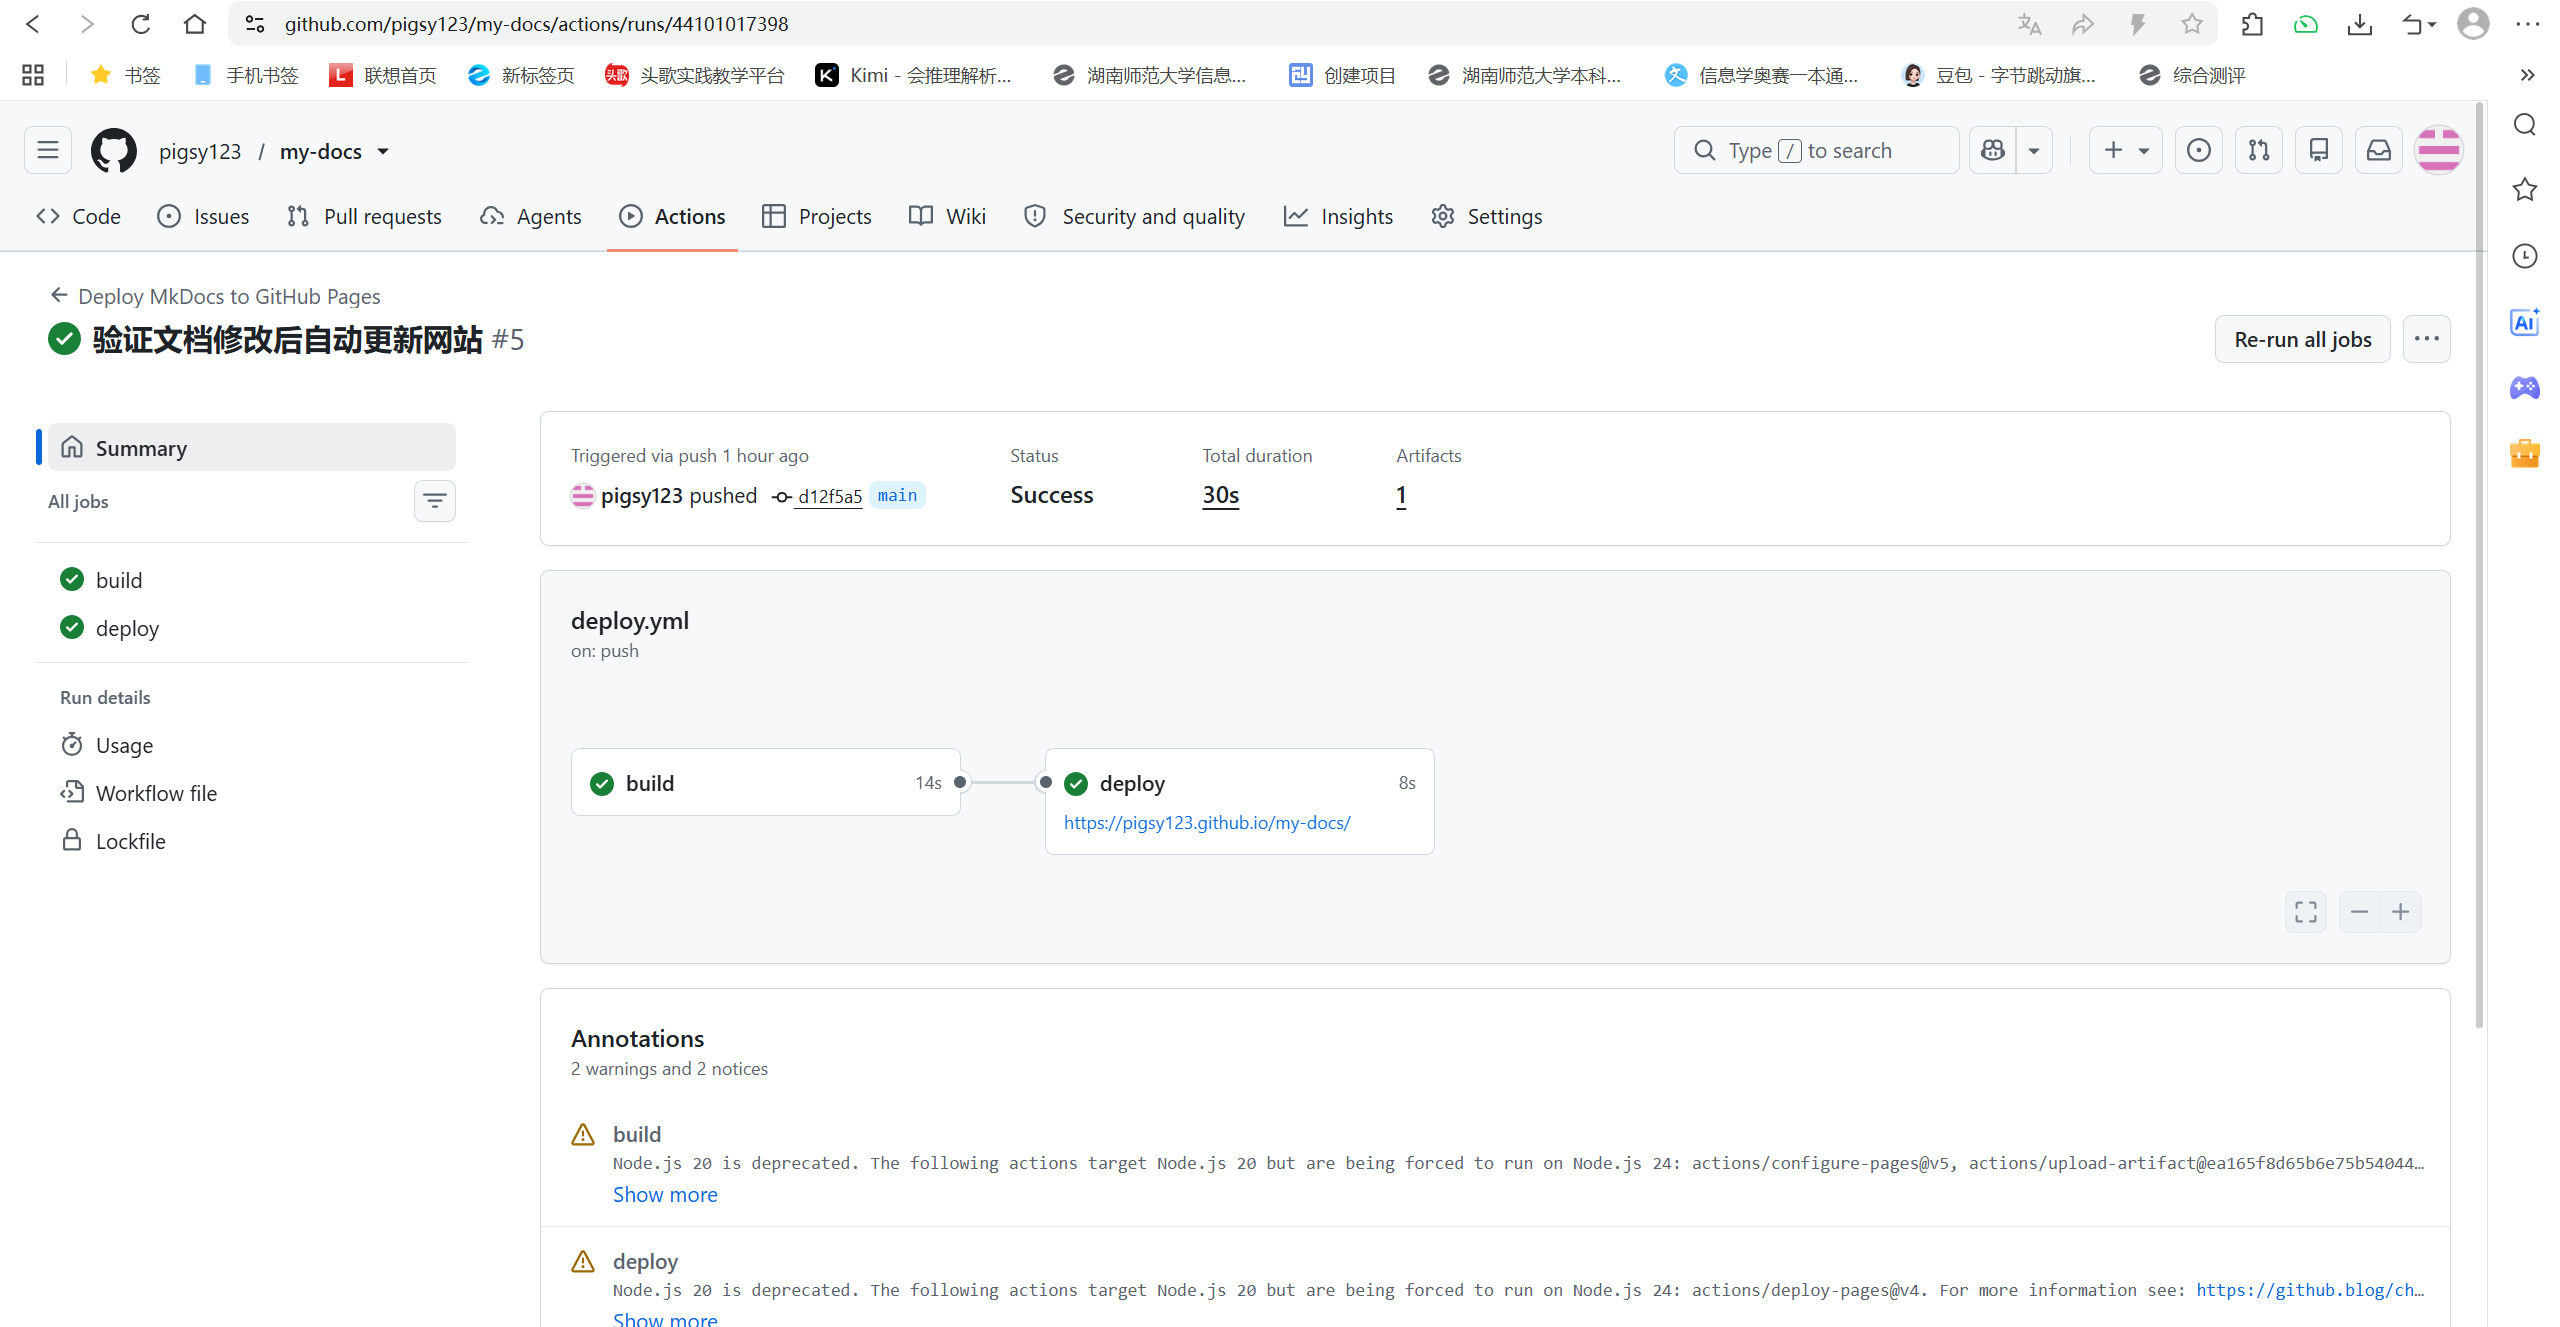 github.com/pigsy123/my-docs/actions/runs/44101017398
书签 手机书签 联想首页 新标签页 头歌实践教学平台 Kimi - 会推理解析... 湖南师范大学信息... 创建项目 湖南师范大学本科... 信息学奥赛一本通... 豆包 - 字节跳动旗... 综合测评
pigsy123 / my-docs
Type / to search
Code Issues Pull requests Agents Actions Projects Wiki Security and quality Insights Settings
Deploy MkDocs to GitHub Pages
验证文档修改后自动更新网站 #5
Re-run all jobs
Summary
All jobs
build
deploy
Run details
Usage
Workflow file
Lockfile
Triggered via push 1 hour ago Status Total duration Artifacts
pigsy123 pushed d12f5a5 main Success 30s 1
deploy.yml
on: push
build 14s deploy 8s
https://pigsy123.github.io/my-docs/
Annotations
2 warnings and 2 notices
build
Node.js 20 is deprecated. The following actions target Node.js 20 but are being forced to run on Node.js 24: actions/configure-pages@v5, actions/upload-artifact@ea165f8d65b6e75b54044…
Show more
deploy
Node.js 20 is deprecated. The following actions target Node.js 20 but are being forced to run on Node.js 24: actions/deploy-pages@v4. For more information see: https://github.blog/ch…
Show more